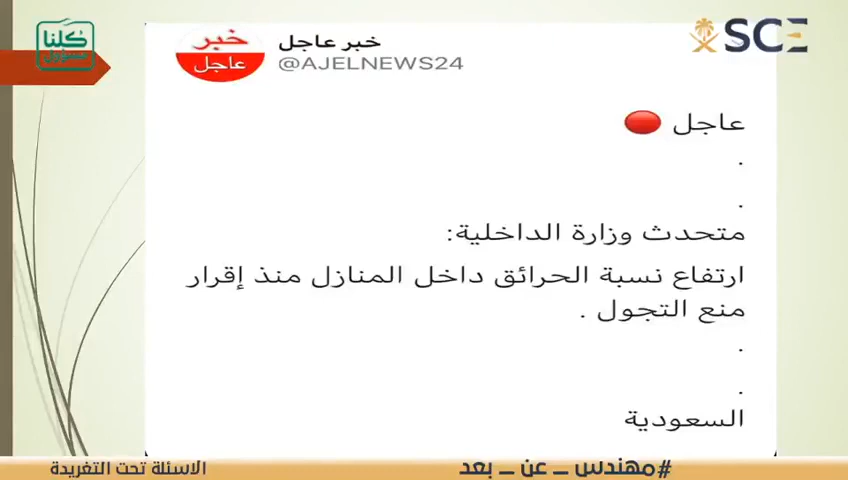 كلنا
مسؤول
SCE
خبر
عاجل
خبر عاجل
@AJELNEWS24
عاجل
.
.
متحدث وزارة الداخلية:
ارتفاع نسبة الحرائق داخل المنازل منذ إقرار
منع التجول .
.
.
السعودية
#مهندس _ عن _ بعد
الاسئلة تحت التغريدة